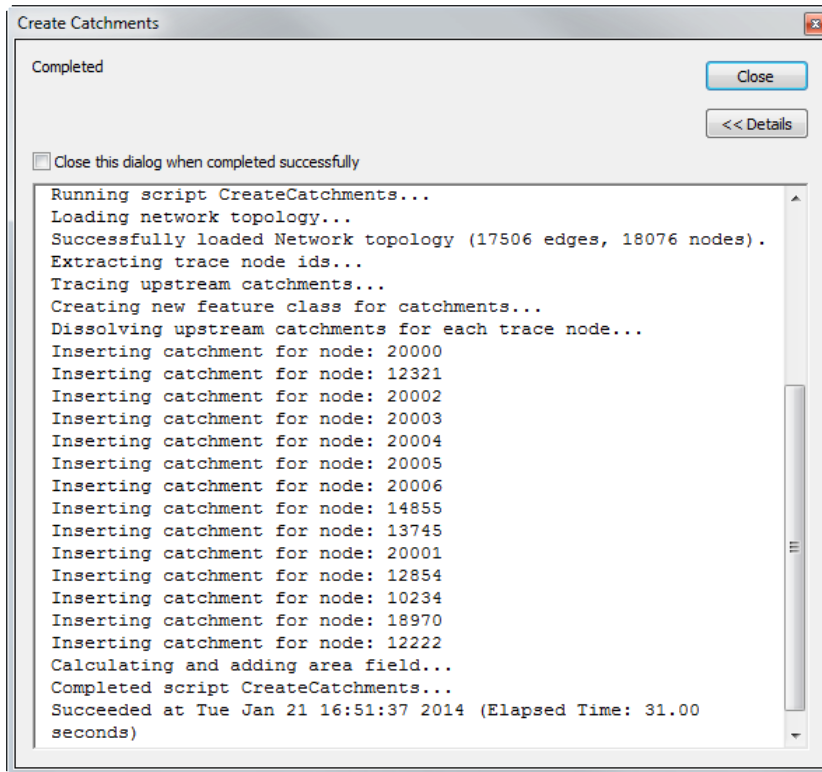 Create Catchments
Completed
Close
<< Details
Close this dialog when completed successfully
Running script CreateCatchments...
Loading network topology...
Successfully loaded Network topology (17506 edges, 18076 nodes).
Extracting trace node ids...
Tracing upstream catchments...
Creating new feature class for catchments...
Dissolving upstream catchments for each trace node...
Inserting catchment for node: 20000
Inserting catchment for node: 12321
Inserting catchment for node: 20002
Inserting catchment for node: 20003
Inserting catchment for node: 20004
Inserting catchment for node: 20005
Inserting catchment for node: 20006
Inserting catchment for node: 14855
Inserting catchment for node: 13745
Inserting catchment for node: 20001
Inserting catchment for node: 12854
Inserting catchment for node: 10234
Inserting catchment for node: 18970
Inserting catchment for node: 12222
Calculating and adding area field...
Completed script CreateCatchments...
Succeeded at Tue Jan 21 16:51:37 2014 (Elapsed Time: 31.00
seconds)